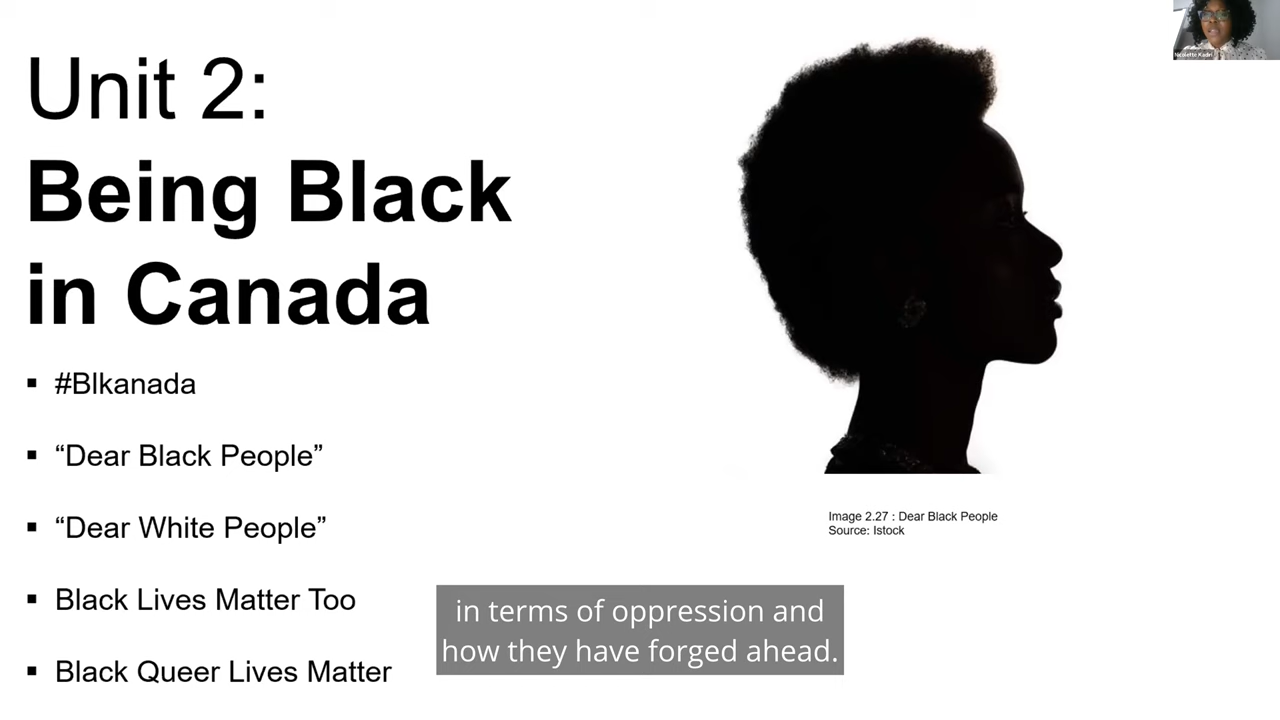 Unit 2:
Being Black
in Canada
▪ #Blkanada
▪ “Dear Black People”
▪ “Dear White People”
▪ Black Lives Matter Too
▪ Black Queer Lives Matter
Image 2.27 : Dear Black People
Source: Istock
in terms of oppression and
how they have forged ahead.
Nicolette Kadri